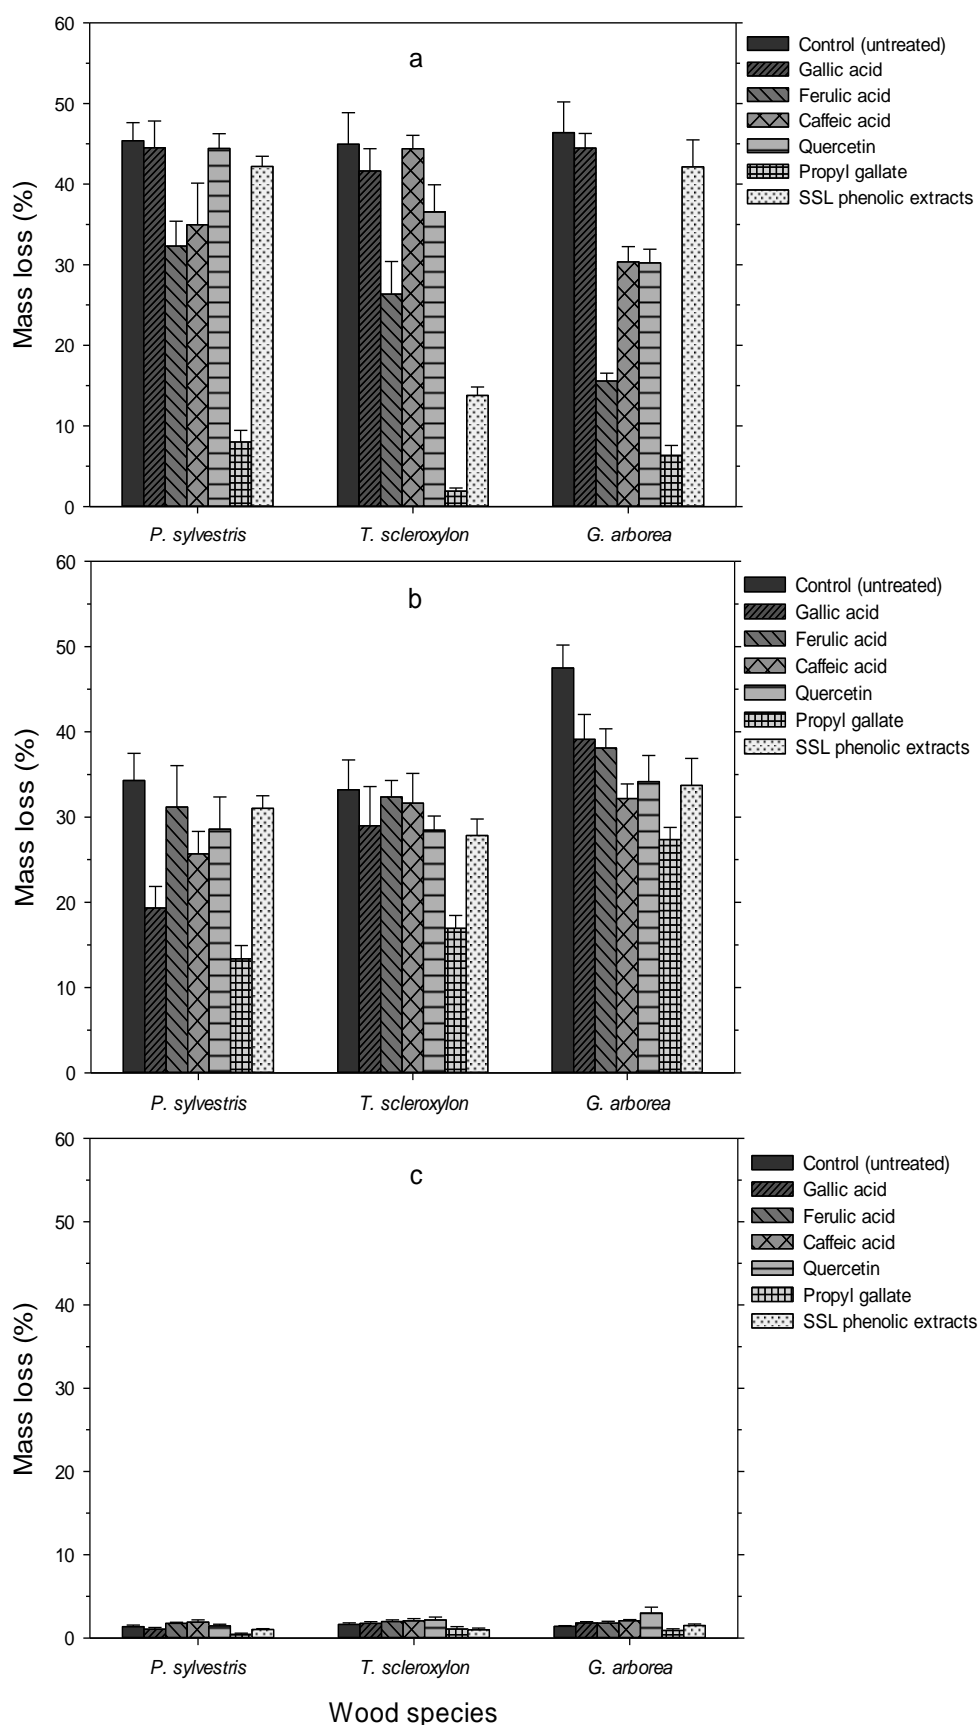 60
50
40
30
20
10
0
Mass loss (%)
a
Control (untreated)
Gallic acid
Ferulic acid
Caffeic acid
Quercetin
Propyl gallate
SSL phenolic extracts
P. sylvestris
T. scleroxylon
G. arborea
60
50
40
30
20
10
0
Mass loss (%)
b
Control (untreated)
Gallic acid
Ferulic acid
Caffeic acid
Quercetin
Propyl gallate
SSL phenolic extracts
P. sylvestris
T. scleroxylon
G. arborea
60
50
40
30
20
10
0
Mass loss (%)
c
Control (untreated)
Gallic acid
Ferulic acid
Caffeic acid
Quercetin
Propyl gallate
SSL phenolic extracts
P. sylvestris
T. scleroxylon
G. arborea
Wood species